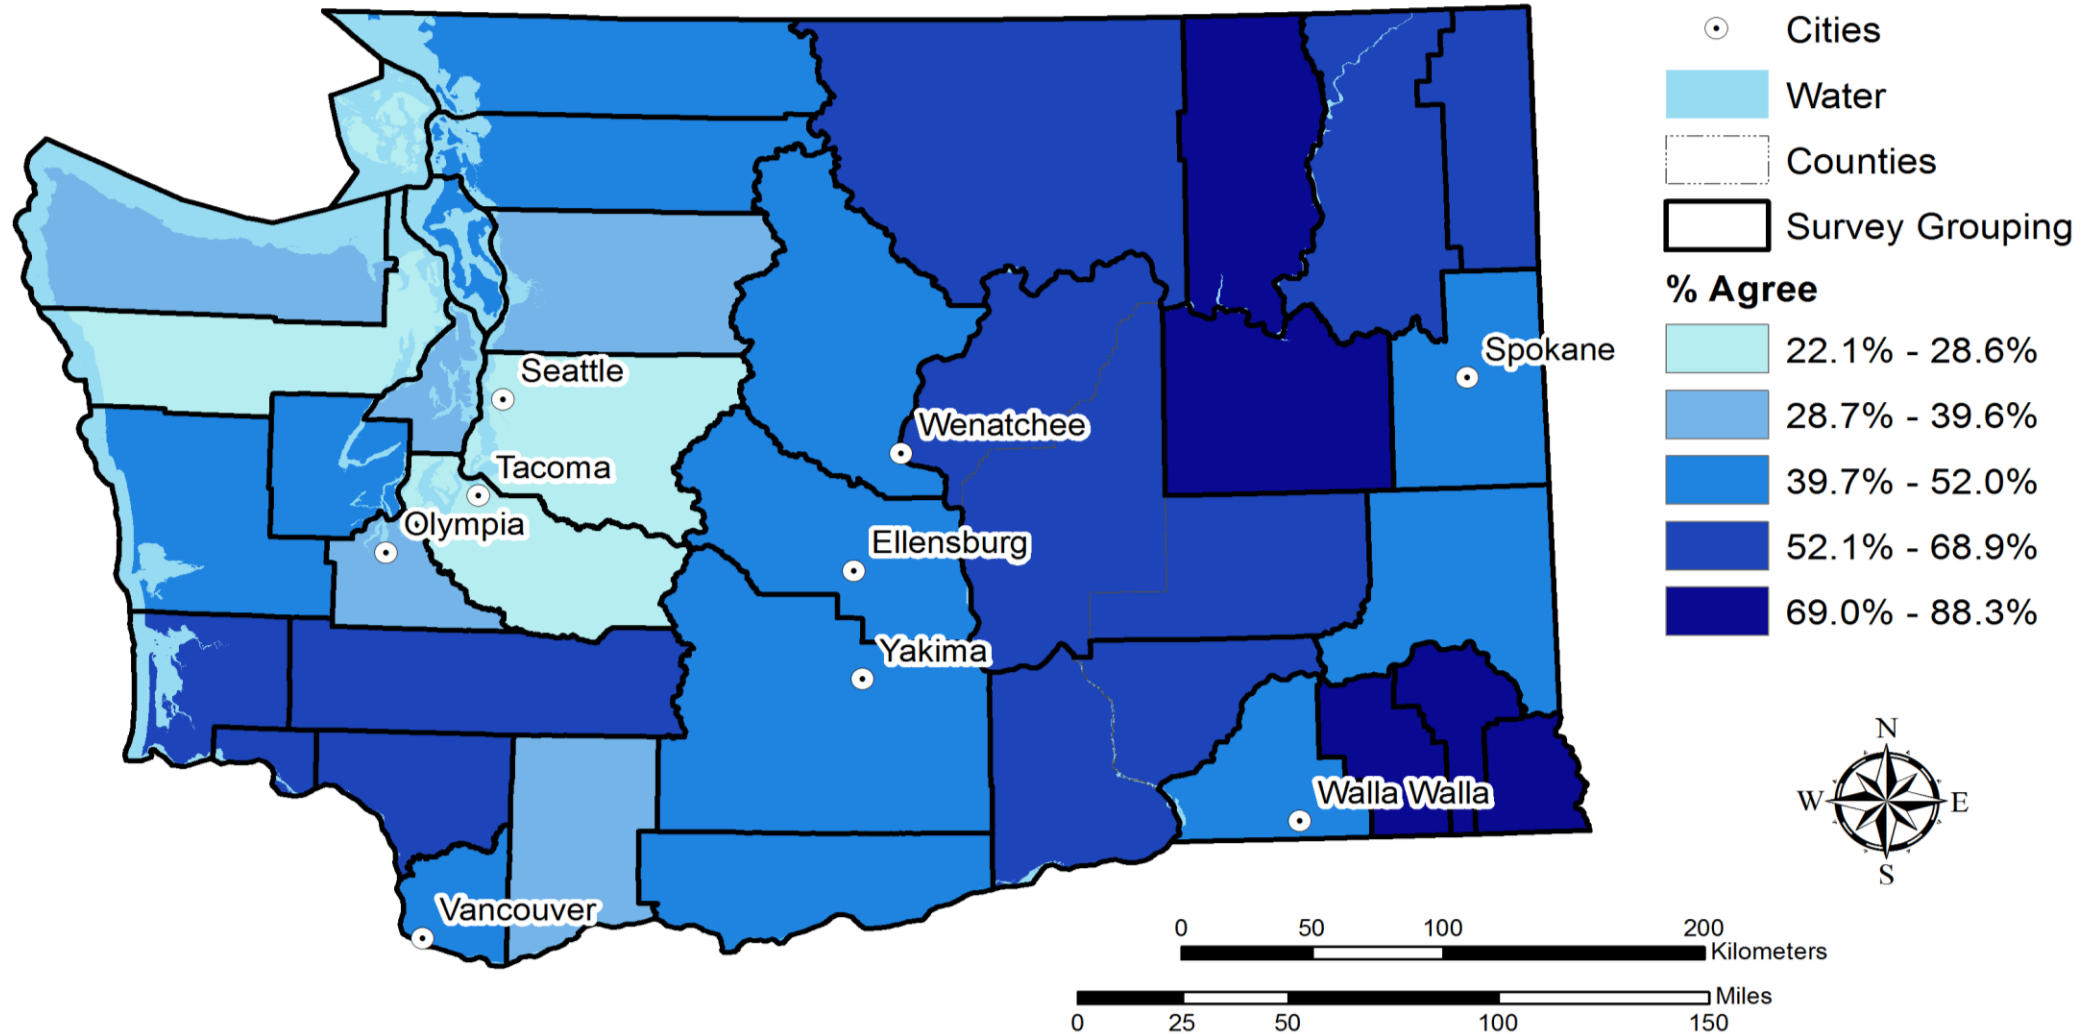 Cities
Water
Counties
Survey Grouping
% Agree
22.1% - 28.6%
28.7% - 39.6%
39.7% - 52.0%
52.1% - 68.9%
69.0% - 88.3%
Spokane
Seattle
Wenatchee
Tacoma
Olympia
Ellensburg
Yakima
Walla Walla
Vancouver
N
W E
S
0 50 100 200
Kilometers
Miles
0 25 50 100 150